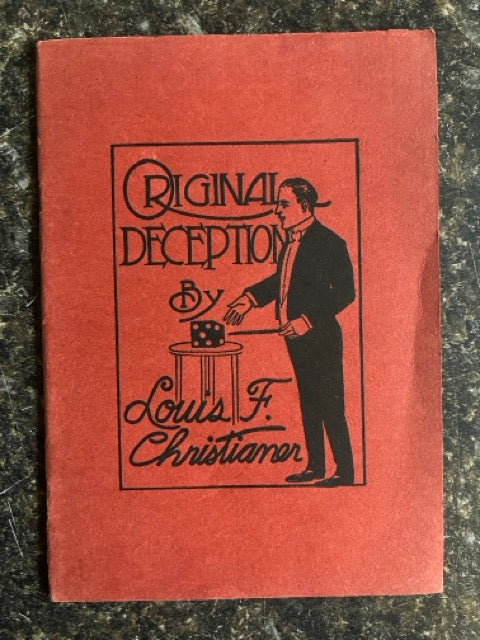 ORIGINAL
DECEPTION
By
Louis F.
Christianer